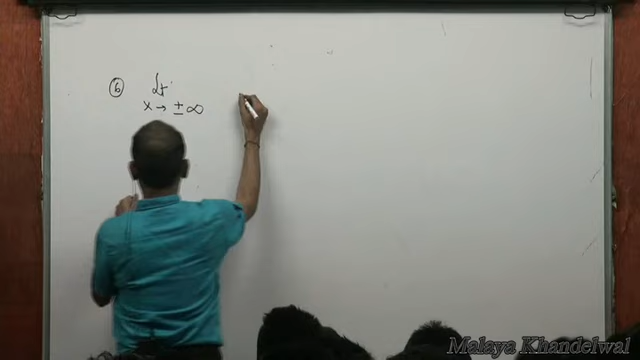 ⑥ Lt
x → ± ∞
Malaya Khandelwal